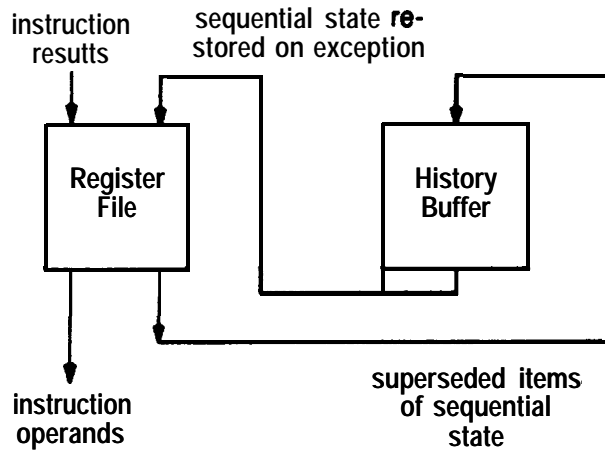 instruction
resutts
sequential state re-
stored on exception
Register
File
History
Buffer
instruction
operands
superseded items
of sequential
state